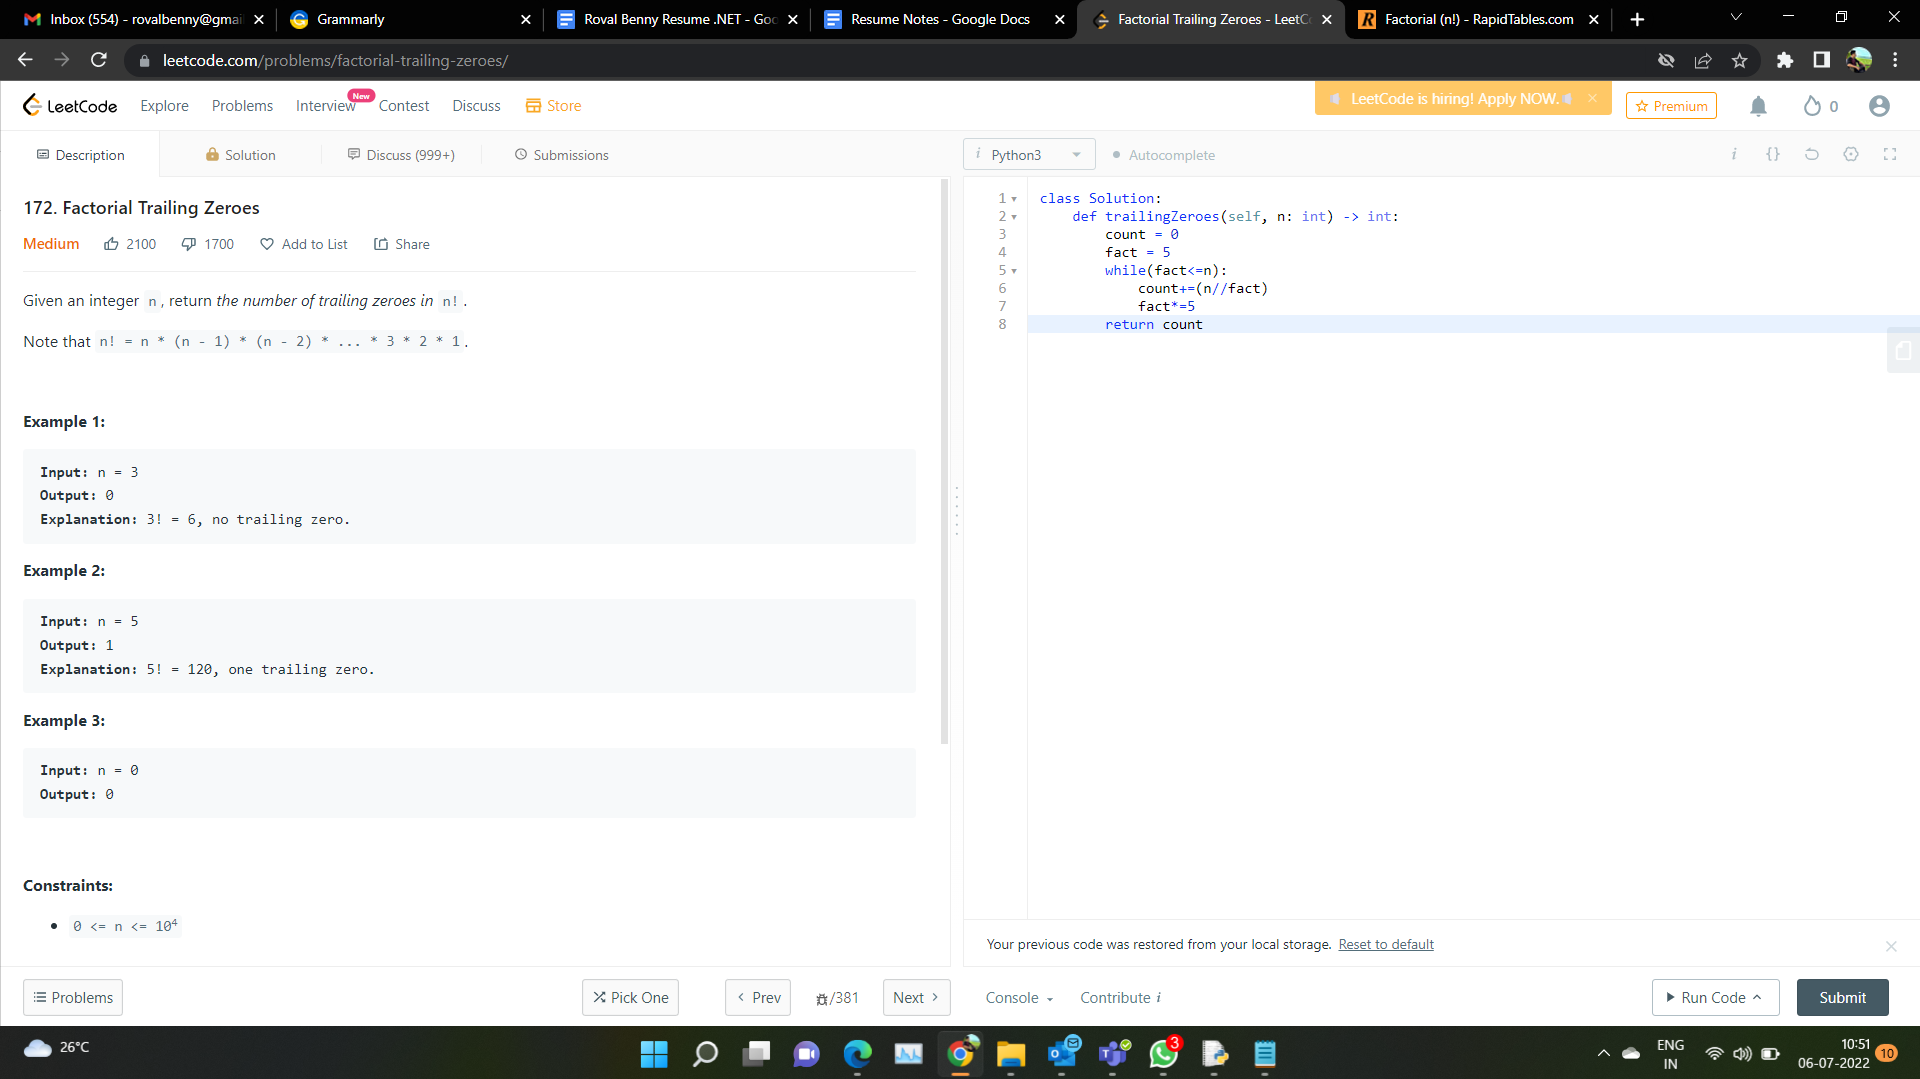 Inbox (554) - rovalbenny@gmai
Grammarly
Roval Benny Resume .NET - Goo
Resume Notes - Google Docs
Factorial Trailing Zeroes - LeetCo
Factorial (n!) - RapidTables.com
leetcode.com/problems/factorial-trailing-zeroes/
LeetCode
Explore
Problems
Interview
New
Contest
Discuss
Store
LeetCode is hiring! Apply NOW.
Premium
0
Description
Solution
Discuss (999+)
Submissions
i Python3
Autocomplete
i
{}
172. Factorial Trailing Zeroes
Medium
2100
1700
Add to List
Share
Given an integer n, return the number of trailing zeroes in n!.
Note that n! = n * (n - 1) * (n - 2) * ... * 3 * 2 * 1.
Example 1:
Input: n = 3
Output: 0
Explanation: 3! = 6, no trailing zero.
Example 2:
Input: n = 5
Output: 1
Explanation: 5! = 120, one trailing zero.
Example 3:
Input: n = 0
Output: 0
Constraints:
0 <= n <= 10⁴
1 class Solution:
2 def trailingZeroes(self, n: int) -> int:
3 count = 0
4 fact = 5
5 while(fact<=n):
6 count+=(n//fact)
7 fact*=5
8 return count
Your previous code was restored from your local storage. Reset to default
Problems
Pick One
Prev
/381
Next
Console
Contribute i
Run Code
Submit
26°C
3
ENG
IN
10:51
06-07-2022
10